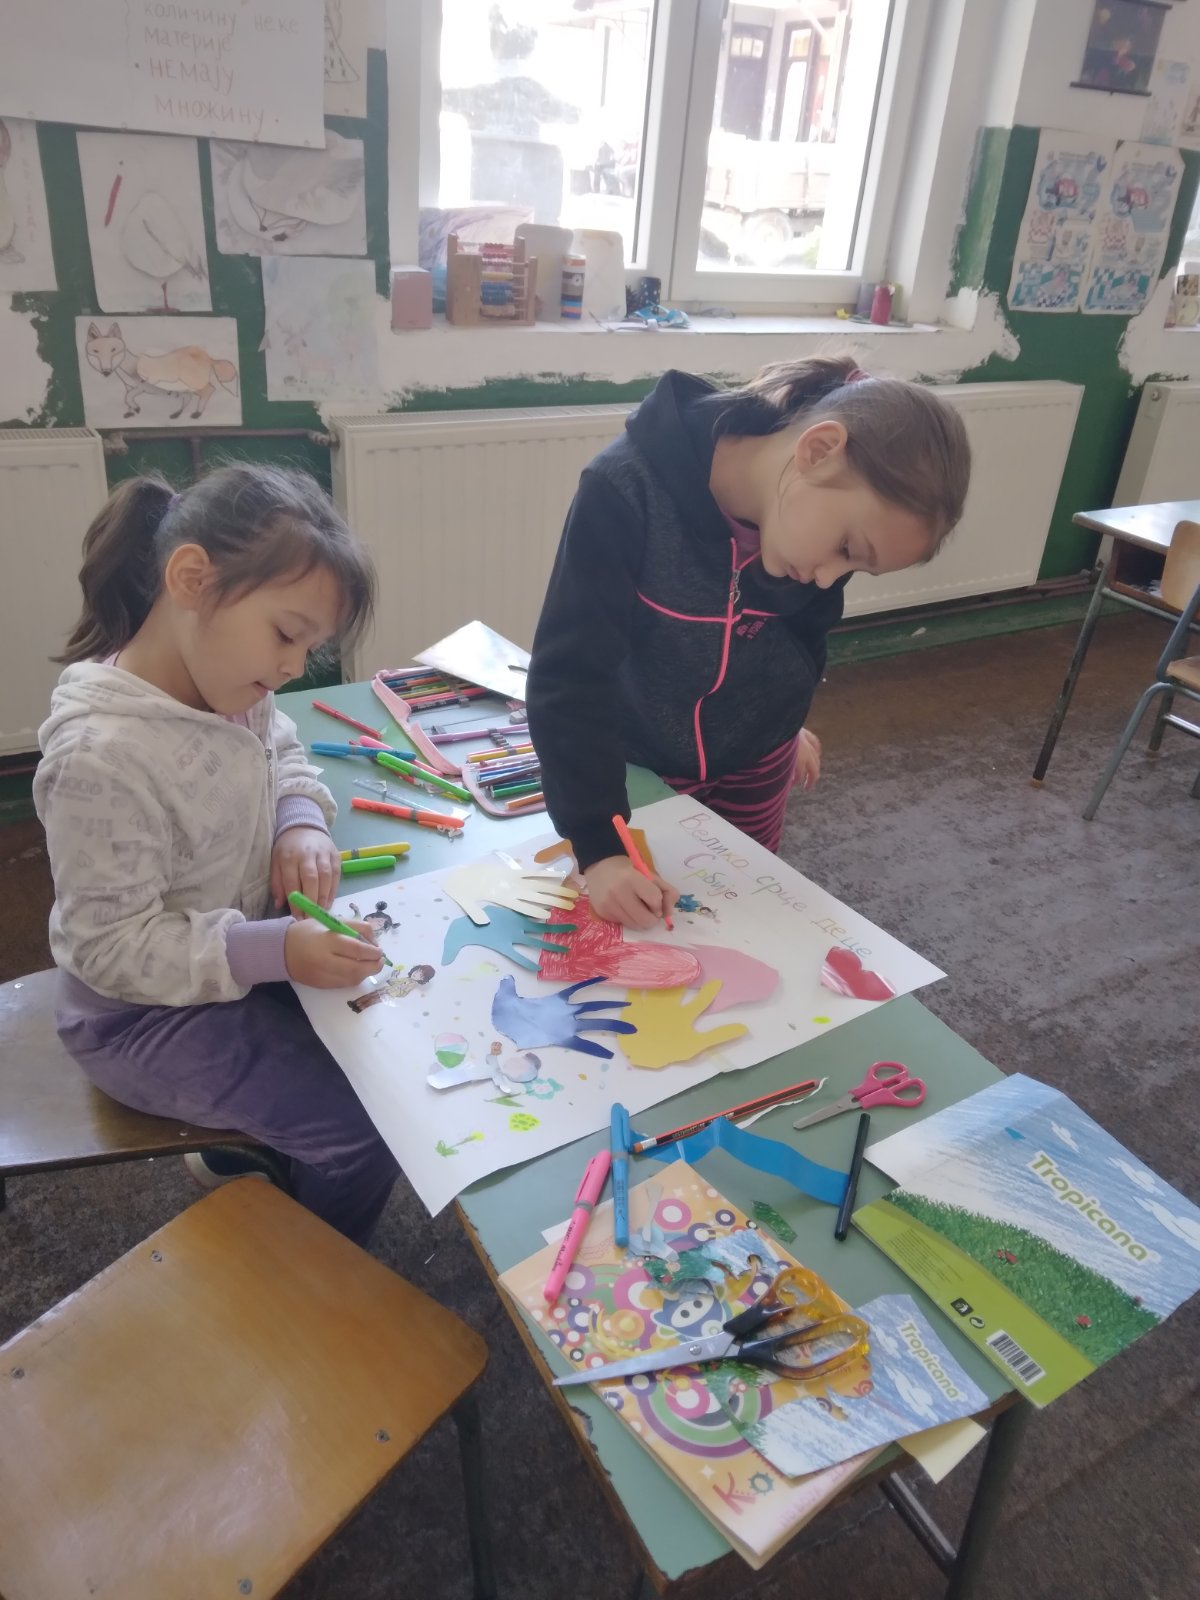 количину неке
материје
· немају
множину.
Велико срце деце
Србије
Tropicana
Tropicana